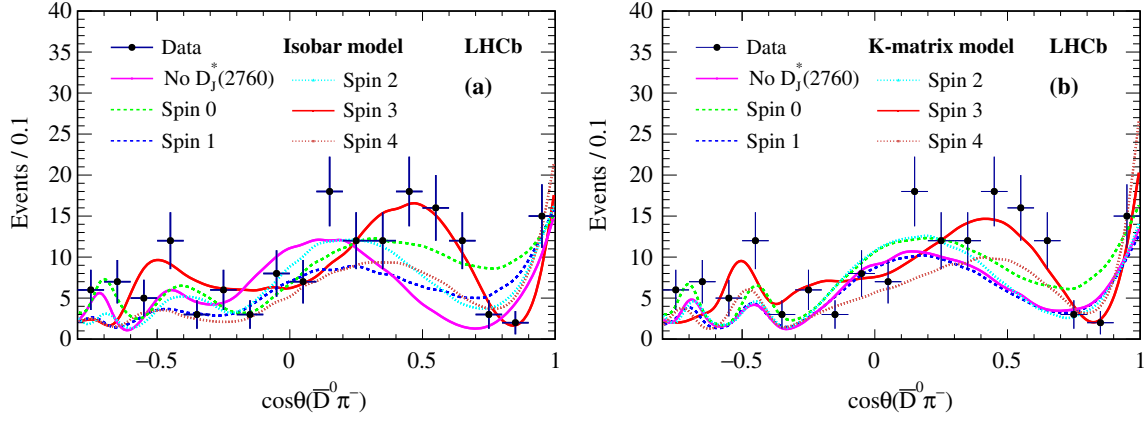 40
35
30
25
20
15
10
5
0
Events / 0.1
Data
Isobar model
LHCb
No D*J(2760)
Spin 2
(a)
Spin 0
Spin 3
Spin 1
Spin 4
−0.5
0
0.5
1
cosθ(D̅⁰π⁻)
40
35
30
25
20
15
10
5
0
Events / 0.1
Data
K-matrix model
LHCb
No D*J(2760)
Spin 2
(b)
Spin 0
Spin 3
Spin 1
Spin 4
−0.5
0
0.5
1
cosθ(D̅⁰π⁻)